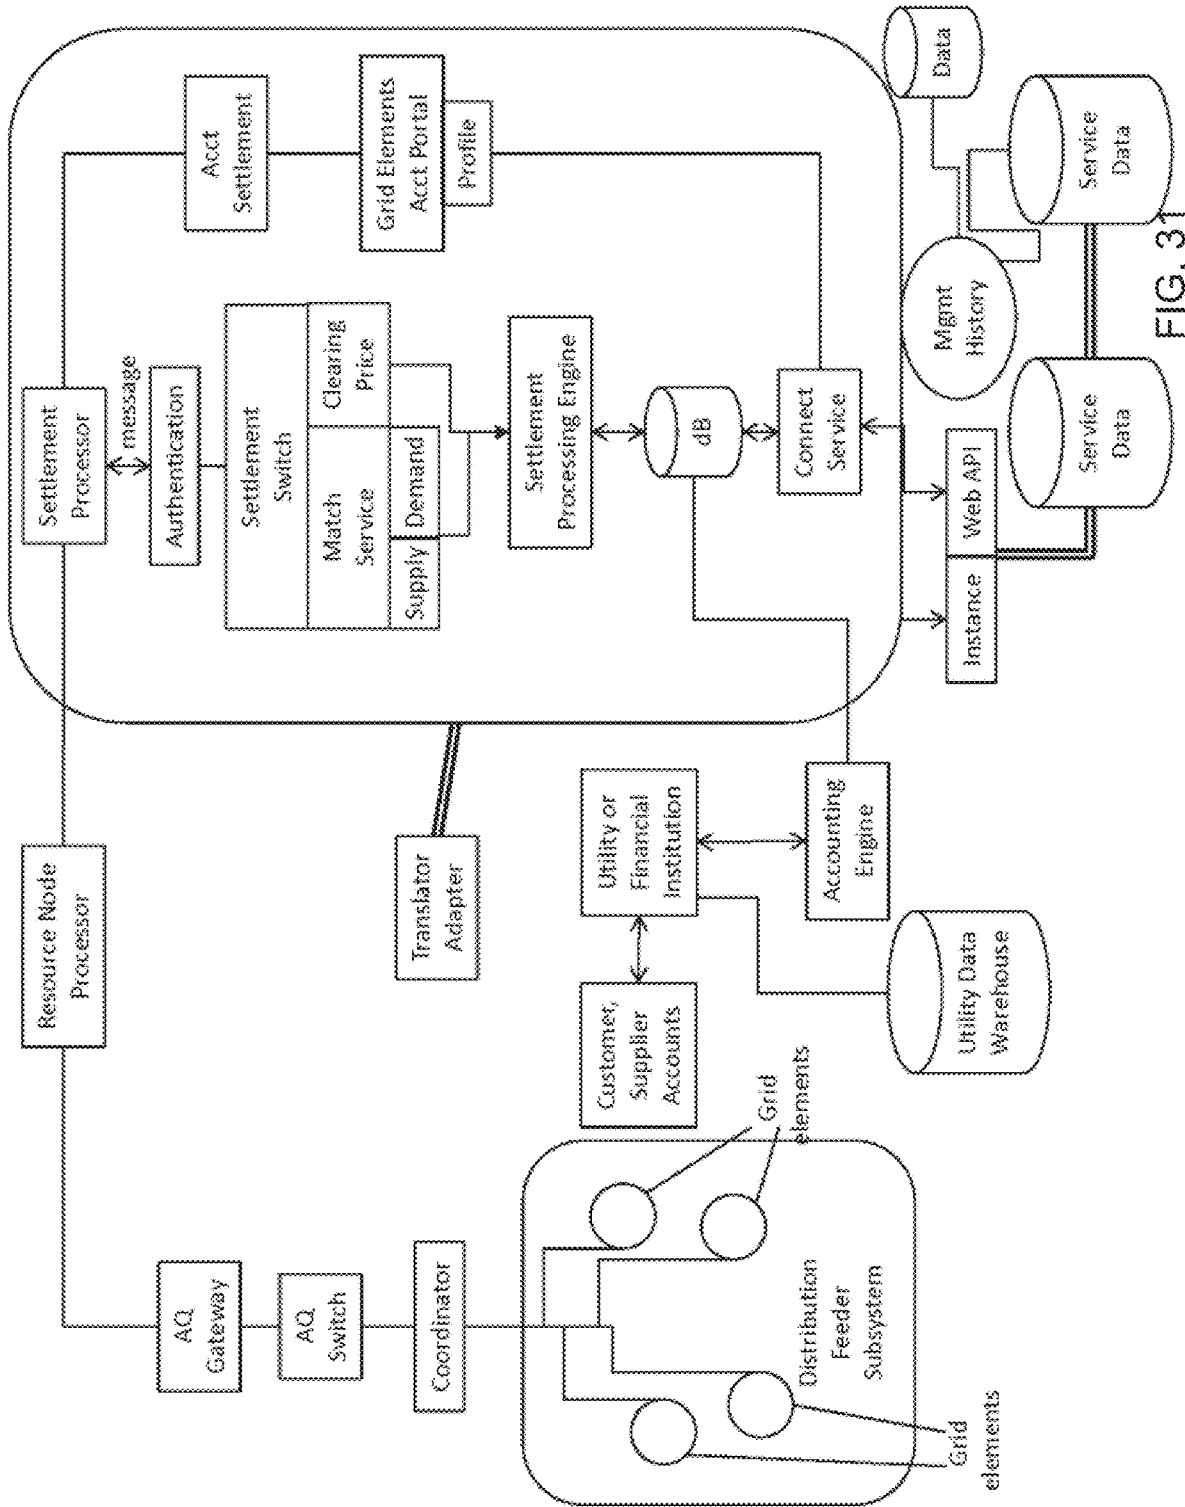 Resource Node
Processor
Settlement
Processor
message
Authentication
Settlement
Switch
Match
Service
Clearing
Price
Supply
Demand
Settlement
Processing Engine
dB
Connect
Service
Acct
Settlement
Grid Elements
Acct Portal
Profile
AQ
Gateway
AQ
Switch
Coordinator
Distribution
Feeder
Subsystem
Grid
elements
Grid
elements
Translator
Adapter
Customer,
Supplier
Accounts
Utility or
Financial
Institution
Accounting
Engine
Utility Data
Warehouse
Instance
Web API
Mgmt
History
Data
Service
Data
Service
Data
FIG. 31